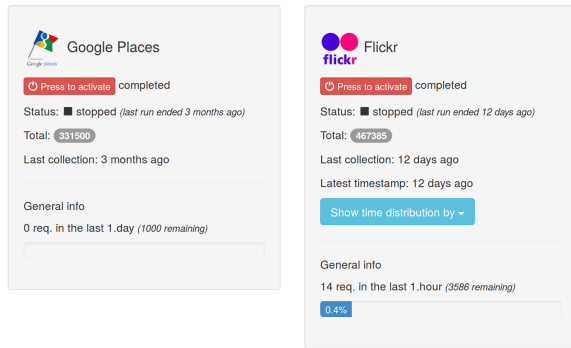 Google Places
Google places
Press to activate completed
Status: stopped (last run ended 3 months ago)
Total: 331500
Last collection: 3 months ago
General info
0 req. in the last 1.day (1000 remaining)
flickr
Flickr
Press to activate completed
Status: stopped (last run ended 12 days ago)
Total: 467385
Last collection: 12 days ago
Latest timestamp: 12 days ago
Show time distribution by
General info
14 req. in the last 1.hour (3586 remaining)
0.4%